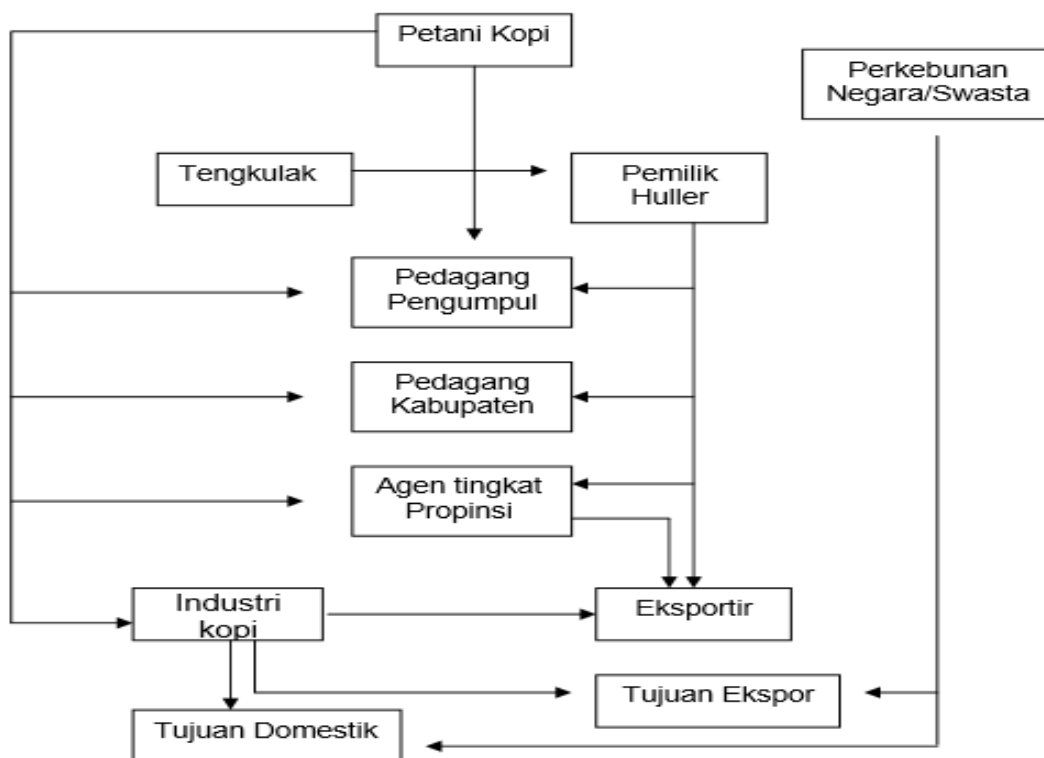 Petani Kopi
Perkebunan
Negara/Swasta
Tengkulak
Pemilik
Huller
Pedagang
Pengumpul
Pedagang
Kabupaten
Agen tingkat
Propinsi
Industri
kopi
Eksportir
Tujuan Ekspor
Tujuan Domestik